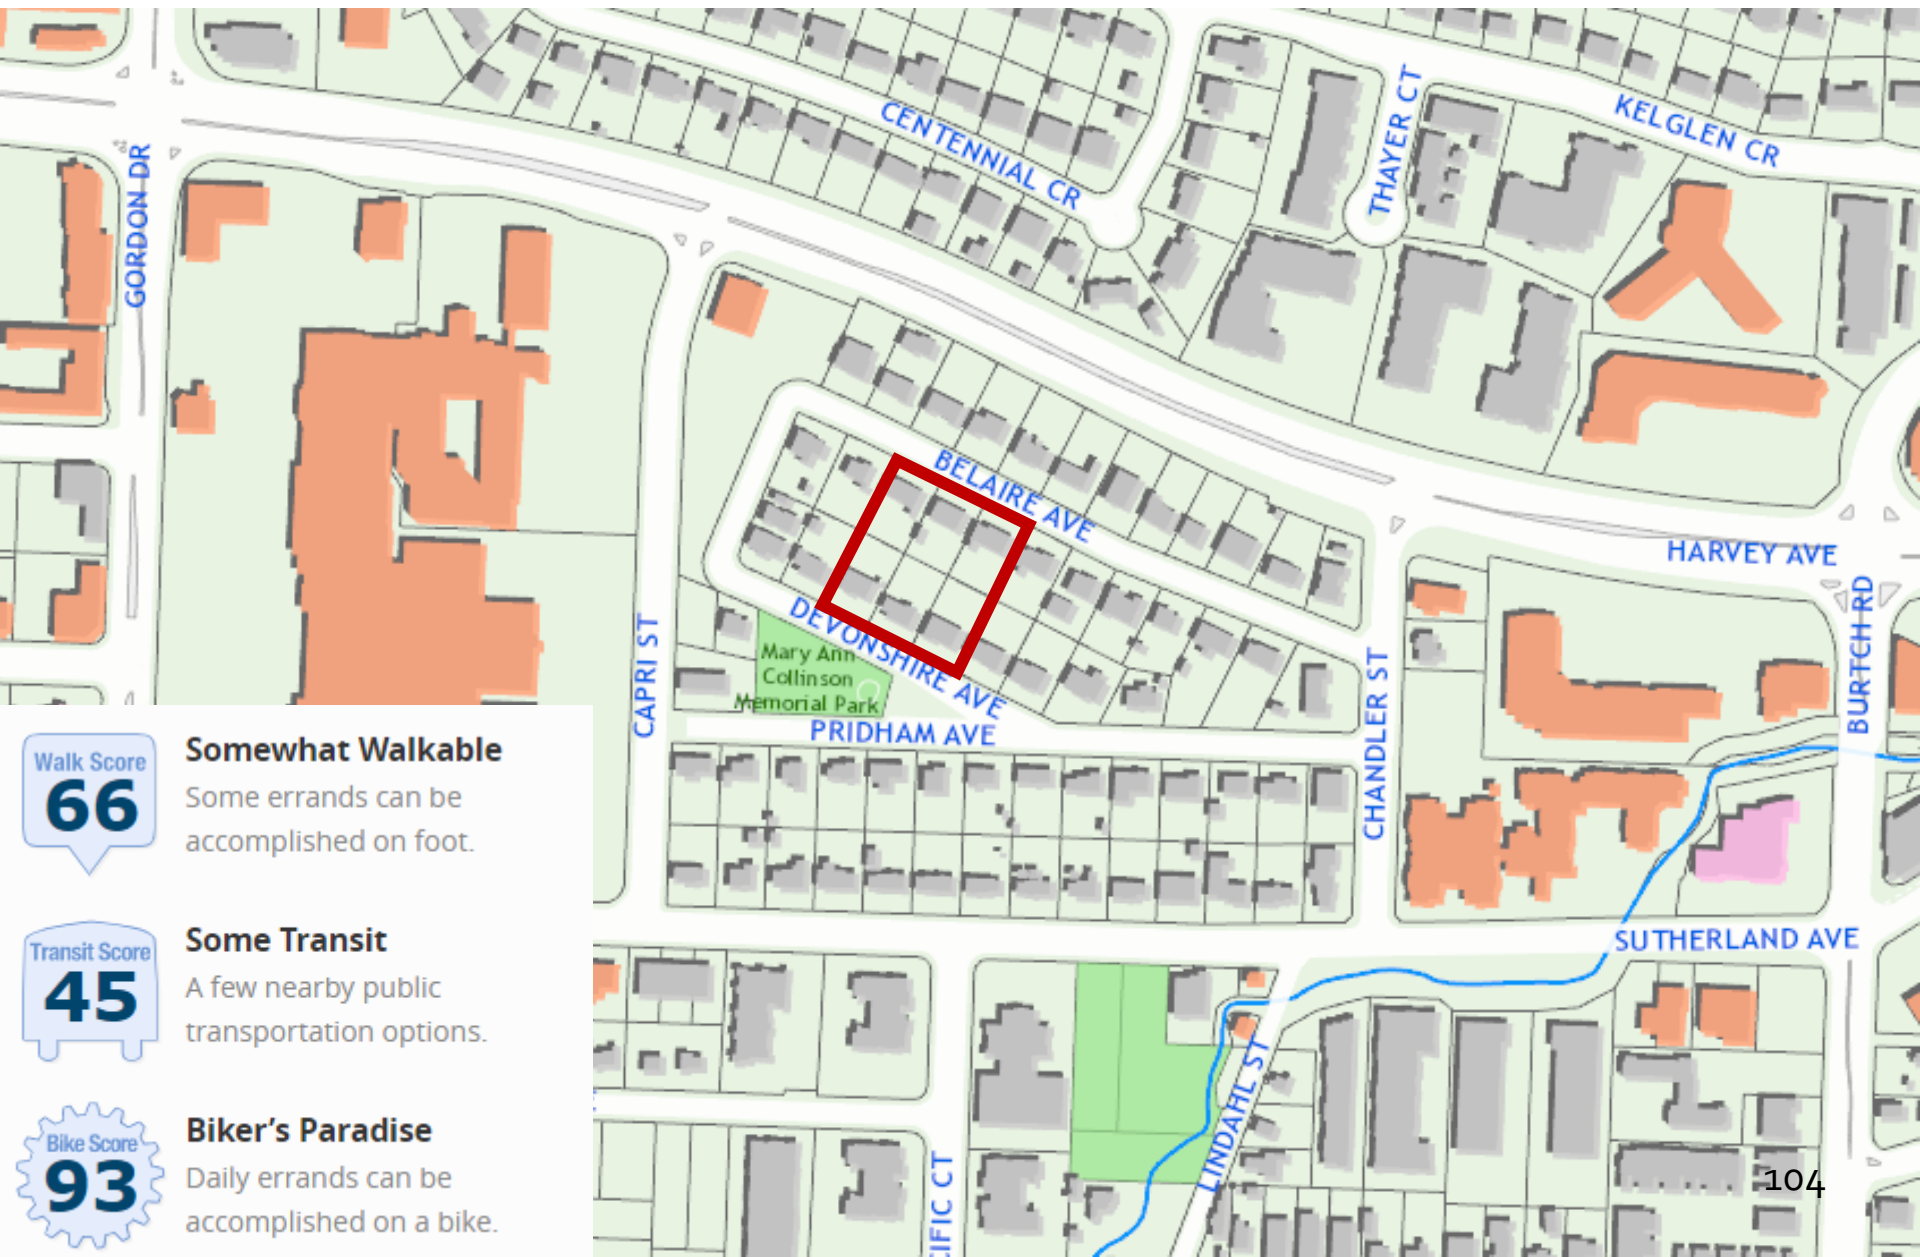 CENTENNIAL CR
THAYER CT
KELGLEN CR
GORDON DR
BELAIRE AVE
HARVEY AVE
BURTCH RD
DEVONSHIRE AVE
Mary Ann
Collinson
Memorial Park
CAPRI ST
PRIDHAM AVE
CHANDLER ST
SUTHERLAND AVE
LINDAHL ST
IFIC CT
Walk Score
66
Somewhat Walkable
Some errands can be
accomplished on foot.
Transit Score
45
Some Transit
A few nearby public
transportation options.
Bike Score
93
Biker's Paradise
Daily errands can be
accomplished on a bike.
104